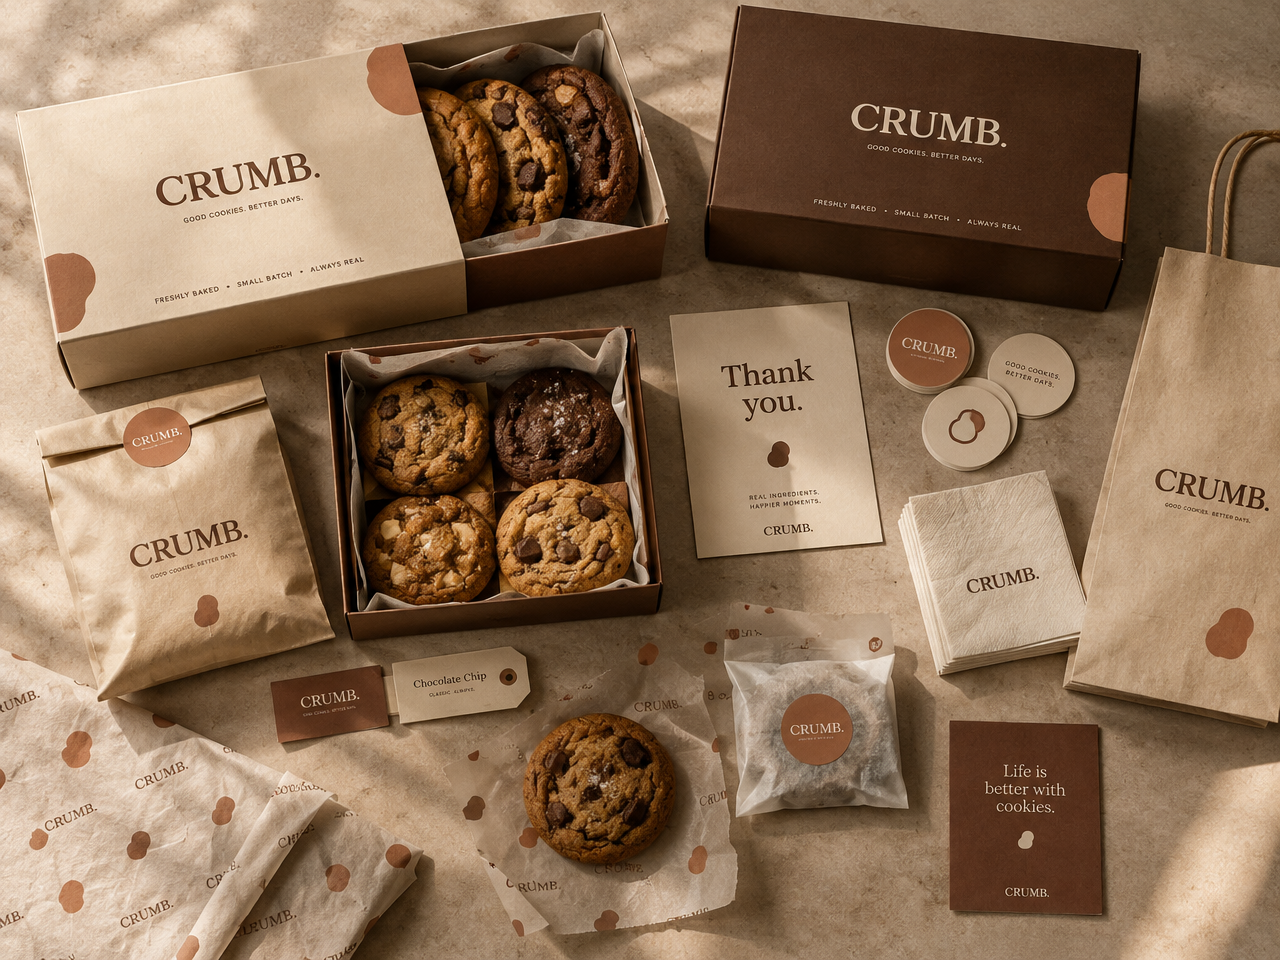 CRUMB.
GOOD COOKIES. BETTER DAYS.
FRESHLY BAKED • SMALL BATCH • ALWAYS REAL
CRUMB.
GOOD COOKIES. BETTER DAYS.
FRESHLY BAKED • SMALL BATCH • ALWAYS REAL
CRUMB.
CRUMB.
GOOD COOKIES. BETTER DAYS.
Thank
you.
REAL INGREDIENTS.
HAPPIER MOMENTS.
CRUMB.
CRUMB.
GOOD COOKIES.
BETTER DAYS.
CRUMB.
CRUMB.
GOOD COOKIES. BETTER DAYS.
CRUMB.
Chocolate Chip
CLASSIC. ALWAYS.
CRUMB.
Life is
better with
cookies.
CRUMB.
CRUMB.
CRUMB.
CRUMB.
CRUMB.
CRUMB.